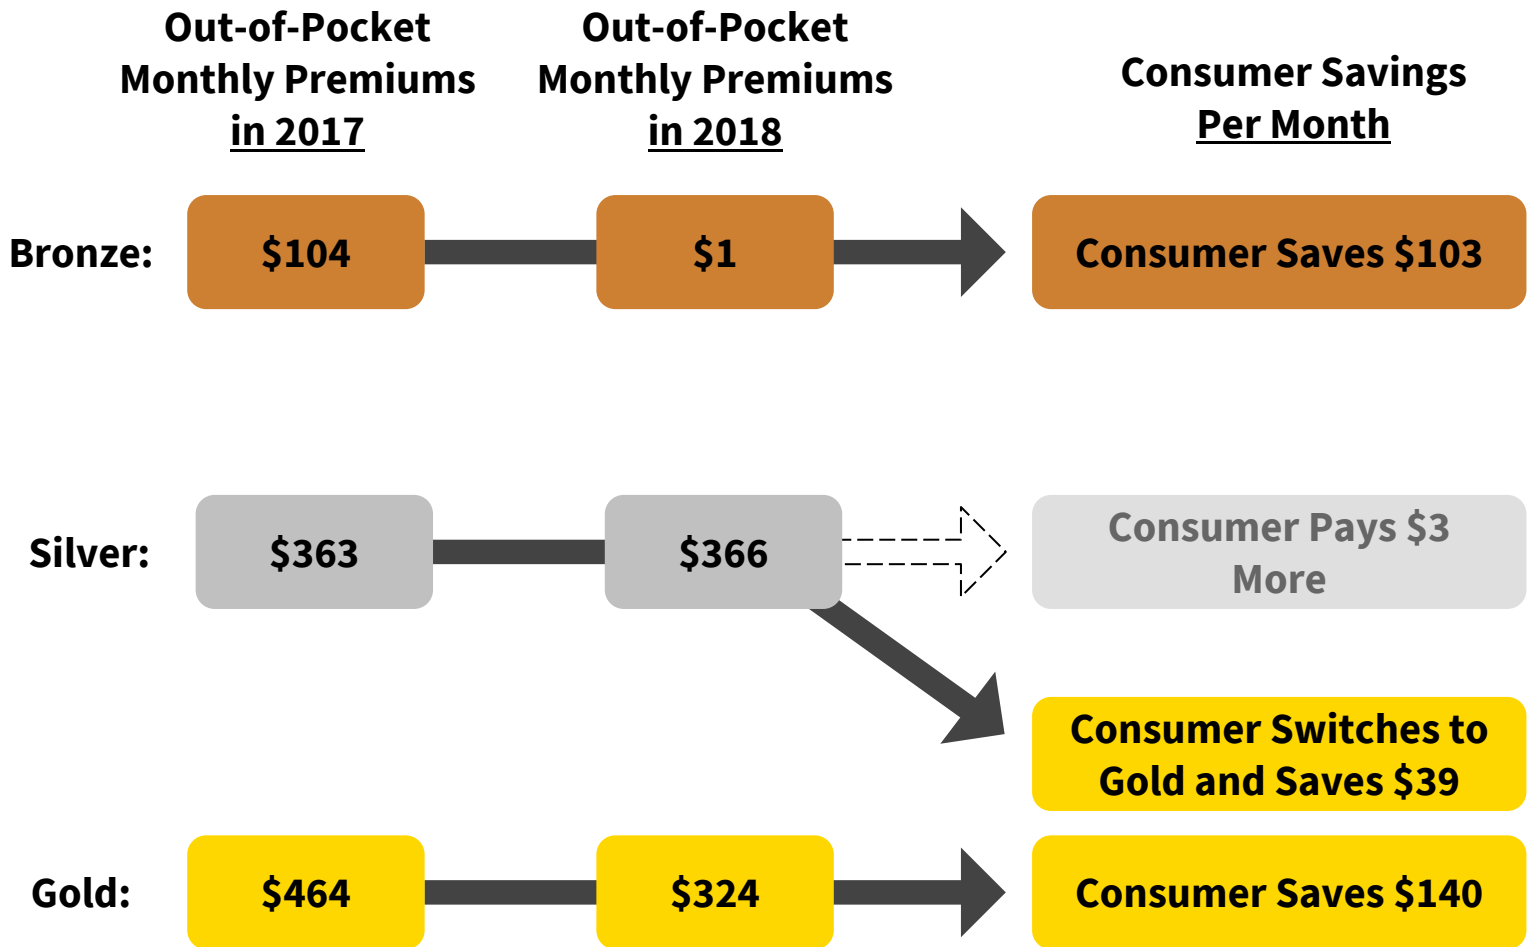 Out-of-Pocket
Monthly Premiums
in 2017
Out-of-Pocket
Monthly Premiums
in 2018
Consumer Savings
Per Month
Bronze:
$104
$1
Consumer Saves $103
Silver:
$363
$366
Consumer Pays $3
More
Consumer Switches to
Gold and Saves $39
Gold:
$464
$324
Consumer Saves $140